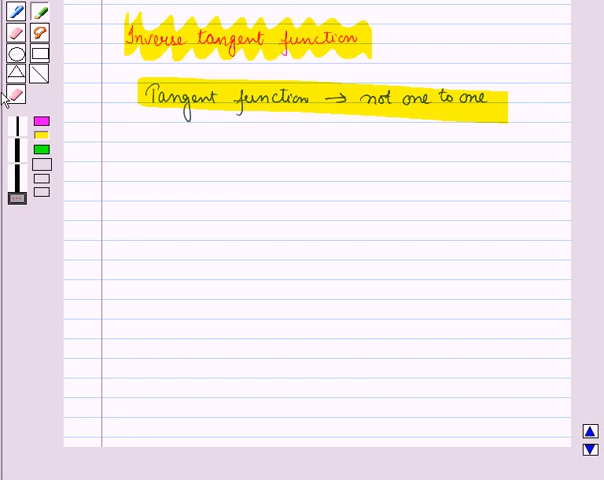 Inverse tangent function
Tangent function → not one to one